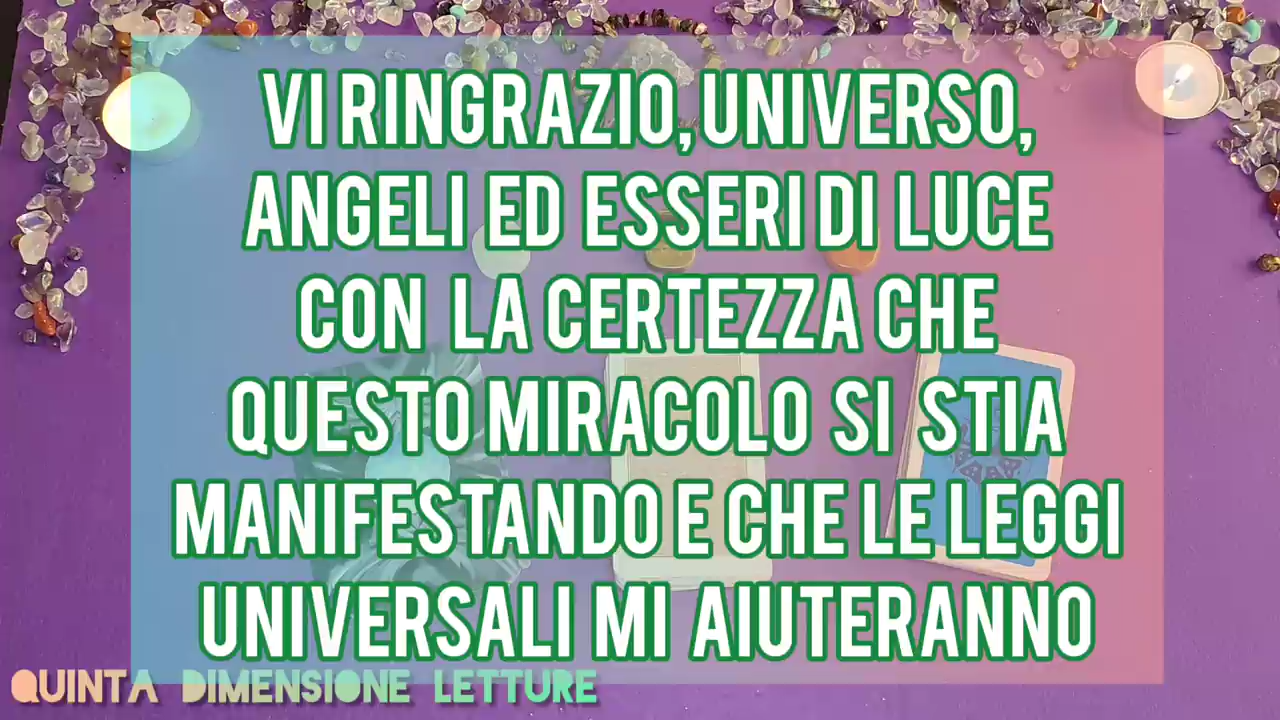 VI RINGRAZIO, UNIVERSO,
ANGELI ED ESSERI DI LUCE
CON LA CERTEZZA CHE
QUESTO MIRACOLO SI STIA
MANIFESTANDO E CHE LE LEGGI
UNIVERSALI MI AIUTERANNO
QUINTA DIMENSIONE LETTURE